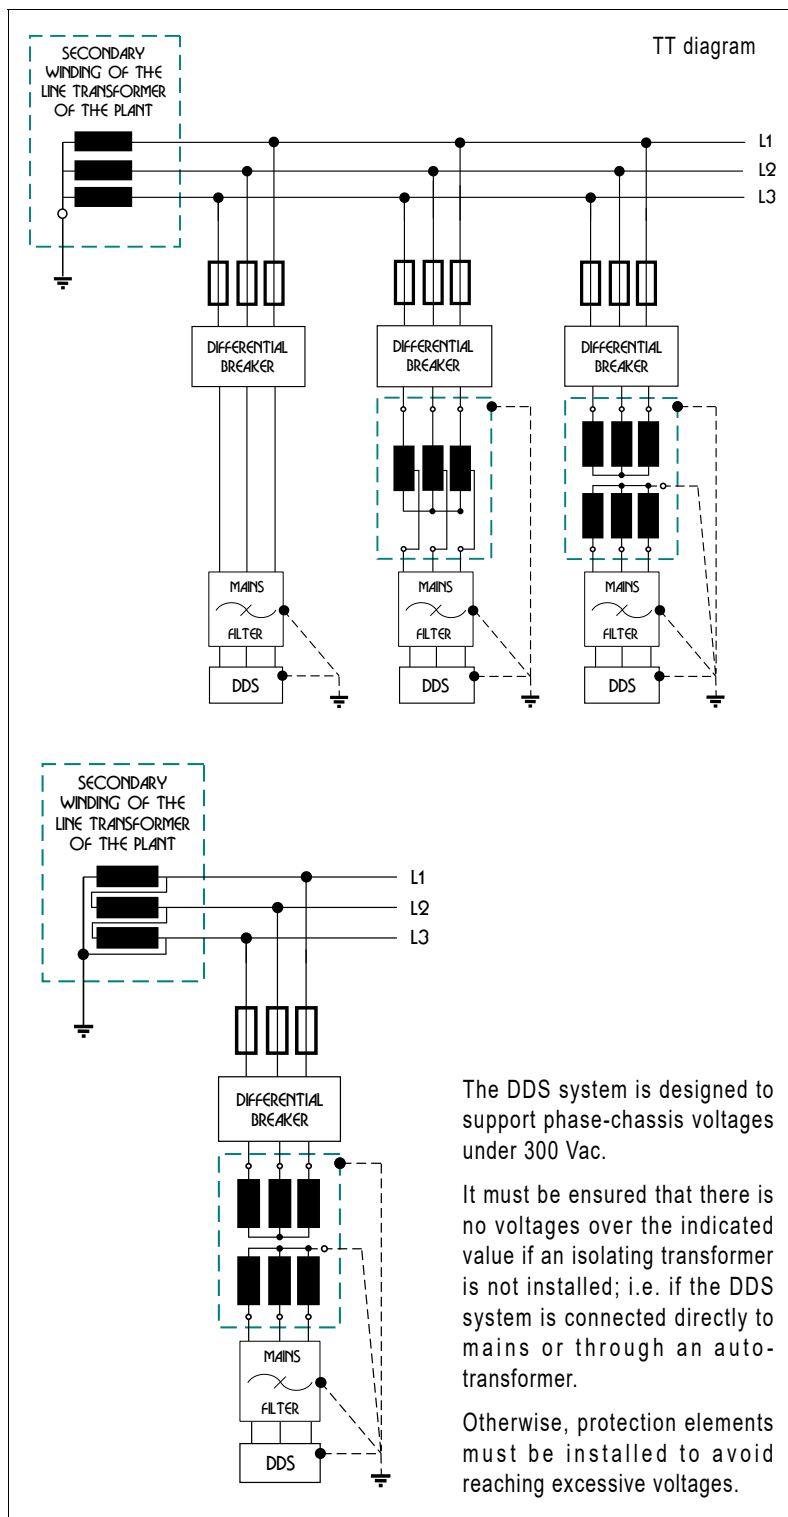 TT diagram
SECONDARY
WINDING OF THE
LINE TRANSFORMER
OF THE PLANT
L1
L2
L3
DIFFERENTIAL
BREAKER
DIFFERENTIAL
BREAKER
DIFFERENTIAL
BREAKER
MAINS
FILTER
MAINS
FILTER
MAINS
FILTER
DDS
DDS
DDS
SECONDARY
WINDING OF THE
LINE TRANSFORMER
OF THE PLANT
L1
L2
L3
DIFFERENTIAL
BREAKER
MAINS
FILTER
DDS
The DDS system is designed to
support phase-chassis voltages
under 300 Vac.
It must be ensured that there is
no voltages over the indicated
value if an isolating transformer
is not installed; i.e. if the DDS
system is connected directly to
mains or through an auto-
transformer.
Otherwise, protection elements
must be installed to avoid
reaching excessive voltages.